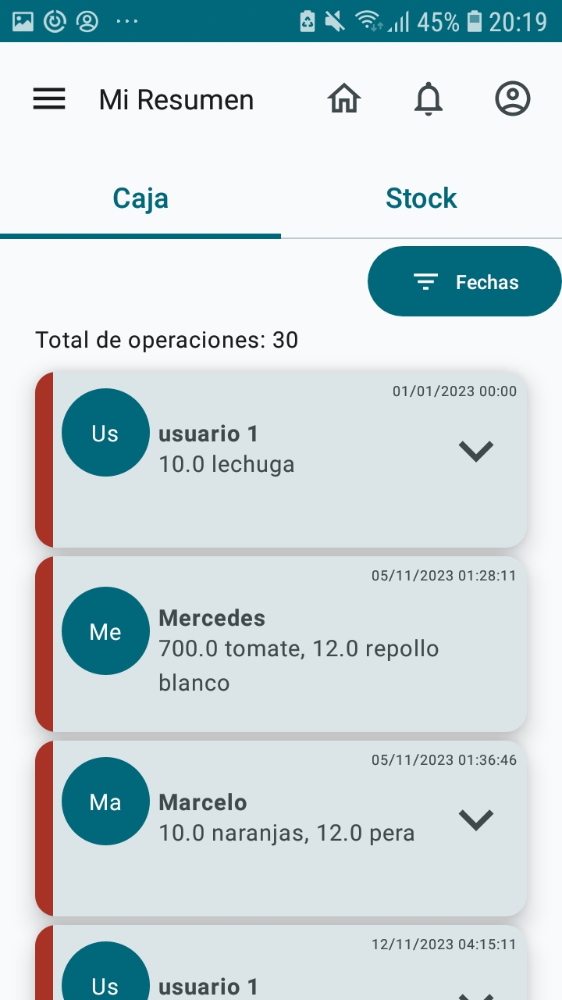 45% 20:19
Mi Resumen
Caja Stock
Fechas
Total de operaciones: 30
01/01/2023 00:00
Us
usuario 1
10.0 lechuga
05/11/2023 01:28:11
Me
Mercedes
700.0 tomate, 12.0 repollo
blanco
05/11/2023 01:36:46
Ma
Marcelo
10.0 naranjas, 12.0 pera
12/11/2023 04:15:11
Us
usuario 1